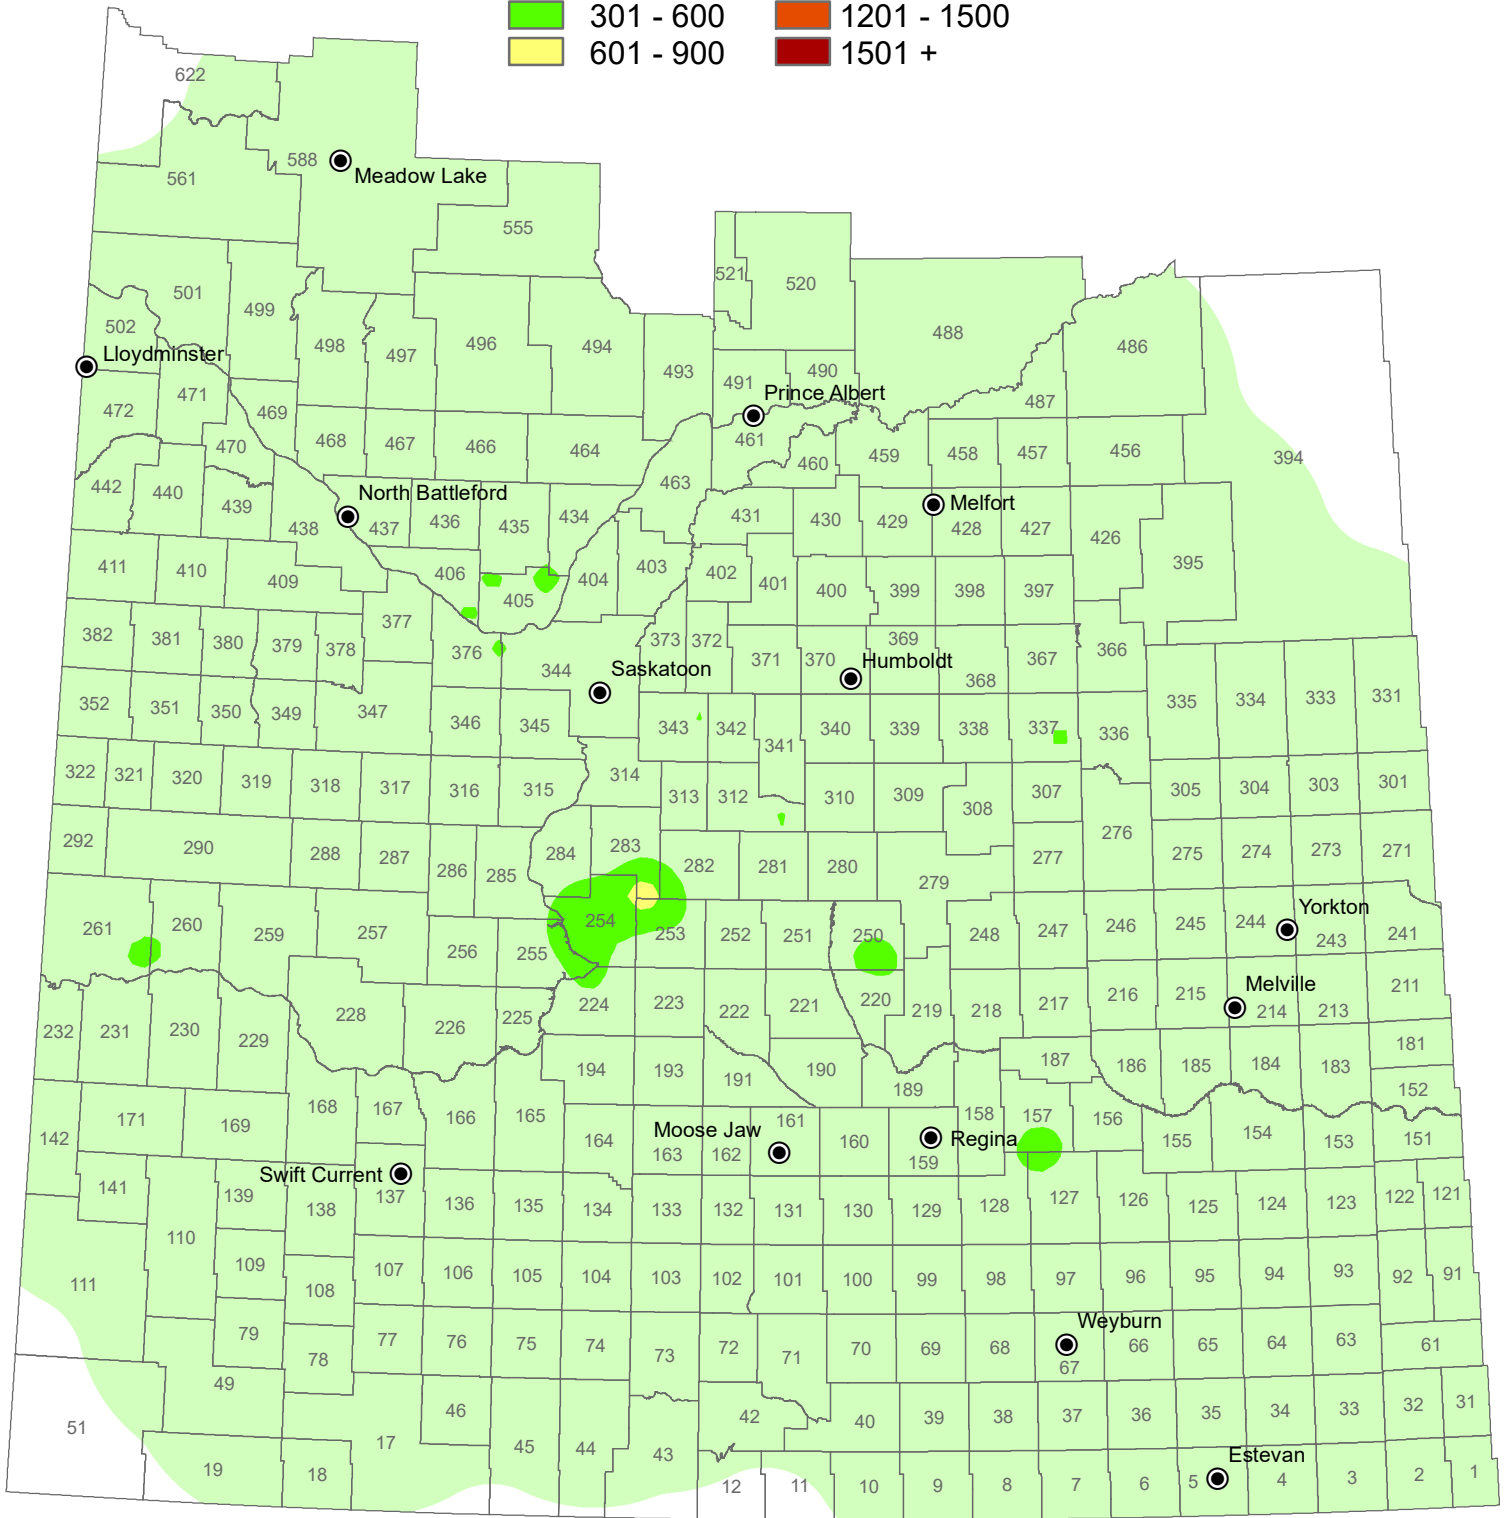 301 - 600 1201 - 1500
601 - 900 1501 +
622
588 Meadow Lake
561
555
521 520
501 499
502 498 497 496 494 488 486
Lloydminster
493 491 490
Prince Albert
472 471 469 487
470 468 467 466 464 461 460 459 458 457 456 394
442 440 439 463
North Battleford
438 437 436 435 434 431 430 429 Melfort
428 427 426 395
411 410 409 406 405 404 403 402 401 400 399 398 397
382 381 380 379 378 377 376 344 373 372 371 370 369 367 366
Saskatoon Humboldt
368
352 351 350 349 347 346 345 343 342 341 340 339 338 337 336 335 334 333 331
322 321 320 319 318 317 316 315 314 313 312 310 309 308 307 305 304 303 301
292 290 288 287 286 285 284 283 282 281 280 279 277 276 275 274 273 271
261 260 259 257 256 255 254 253 252 251 250 248 247 246 245 244 Yorkton
243 241
232 231 230 229 228 226 225 224 223 222 221 220 219 218 217 216 215 Melville
214 213 211
194 193 191 190 189 187 186 185 184 183 181
152
142 171 169 168 167 166 165 164 Moose Jaw
163 162 161 160 159 Regina
158 157 156 155 154 153 151
Swift Current
141 139 138 137 136 135 134 133 132 131 130 129 128 127 126 125 124 123 122 121
111 110 109 108 107 106 105 104 103 102 101 100 99 98 97 96 95 94 93 92 91
79 78 77 76 75 74 73 72 71 70 69 68 Weyburn
67 66 65 64 63 61
51 49 46 42 40 39 38 37 36 35 34 33 32 31
19 18 17 45 44 43 12 11 10 9 8 7 6 5 Estevan
4 3 2 1